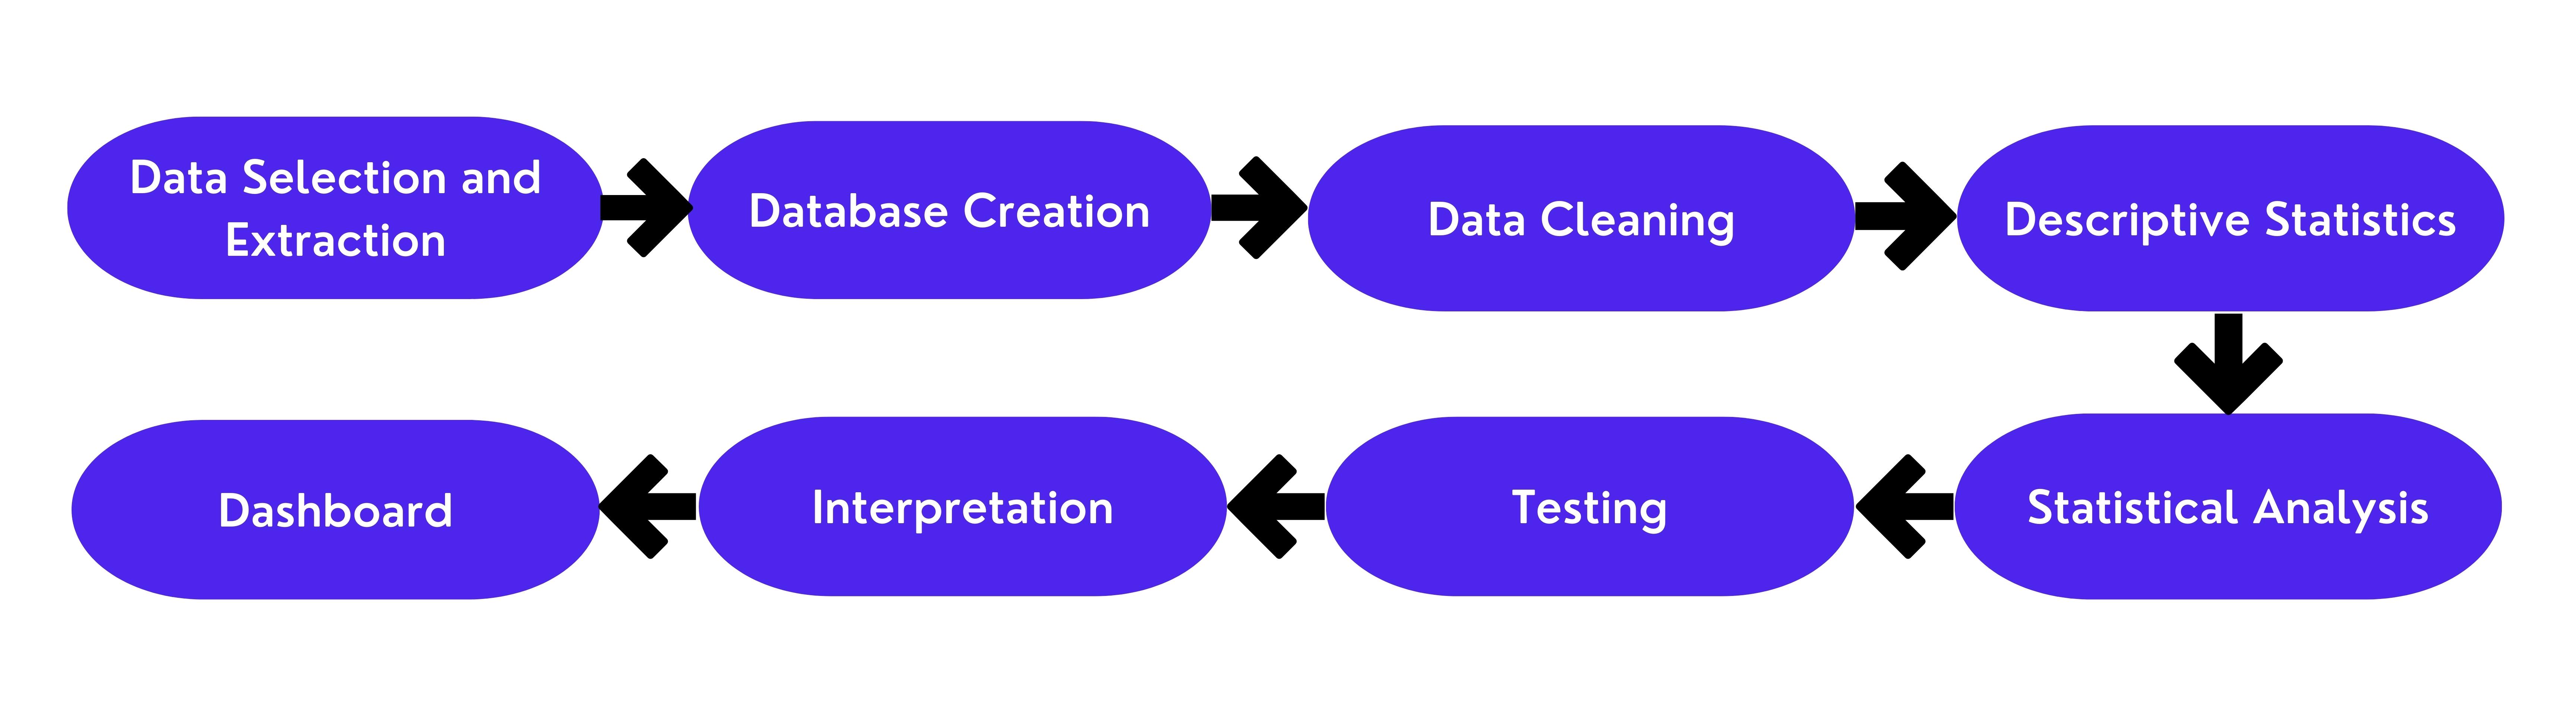 Data Selection and
Extraction
Database Creation
Data Cleaning
Descriptive Statistics
Statistical Analysis
Testing
Interpretation
Dashboard